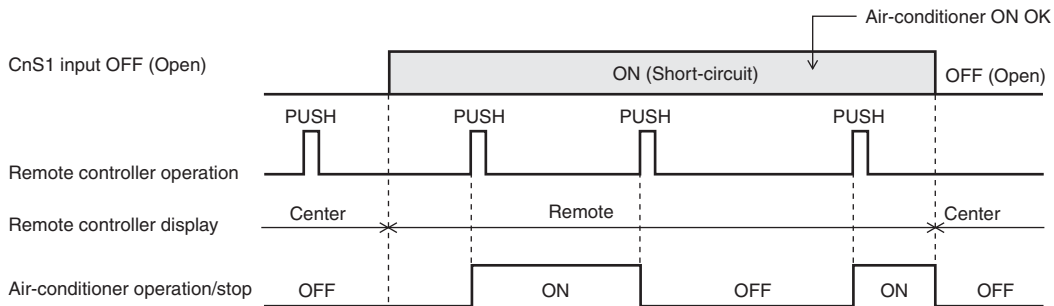 Air-conditioner ON OK
CnS1 input OFF (Open)
ON (Short-circuit)
OFF (Open)
PUSH PUSH PUSH PUSH
Remote controller operation
Remote controller display
Center Remote Center
Air-conditioner operation/stop OFF ON OFF ON OFF